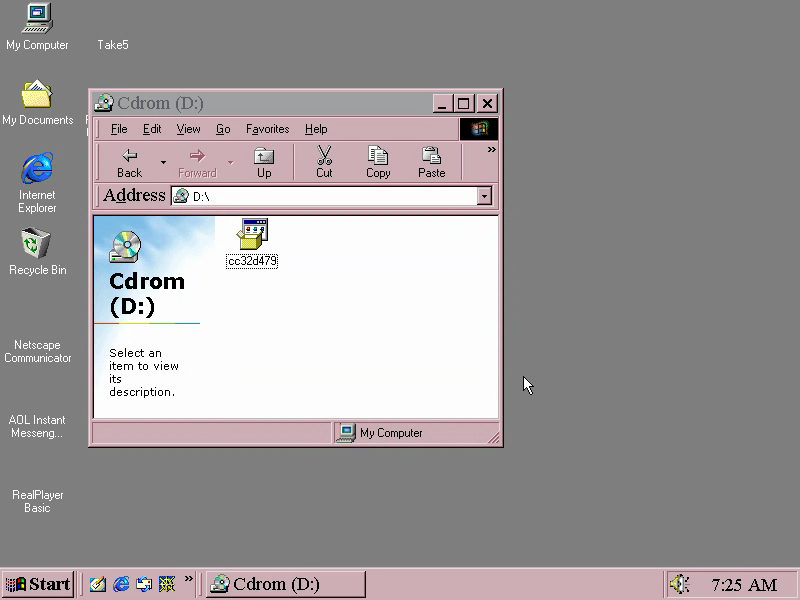 My Computer
Take5
My Documents
Internet
Explorer
Recycle Bin
Netscape
Communicator
AOL Instant
Messeng...
RealPlayer
Basic
Cdrom (D:)
File Edit View Go Favorites Help
Back Forward Up Cut Copy Paste »
Address D:\
Cdrom
(D:)
Select an
item to view
its
description.
cc32d479
My Computer
Start » Cdrom (D:) 7:25 AM